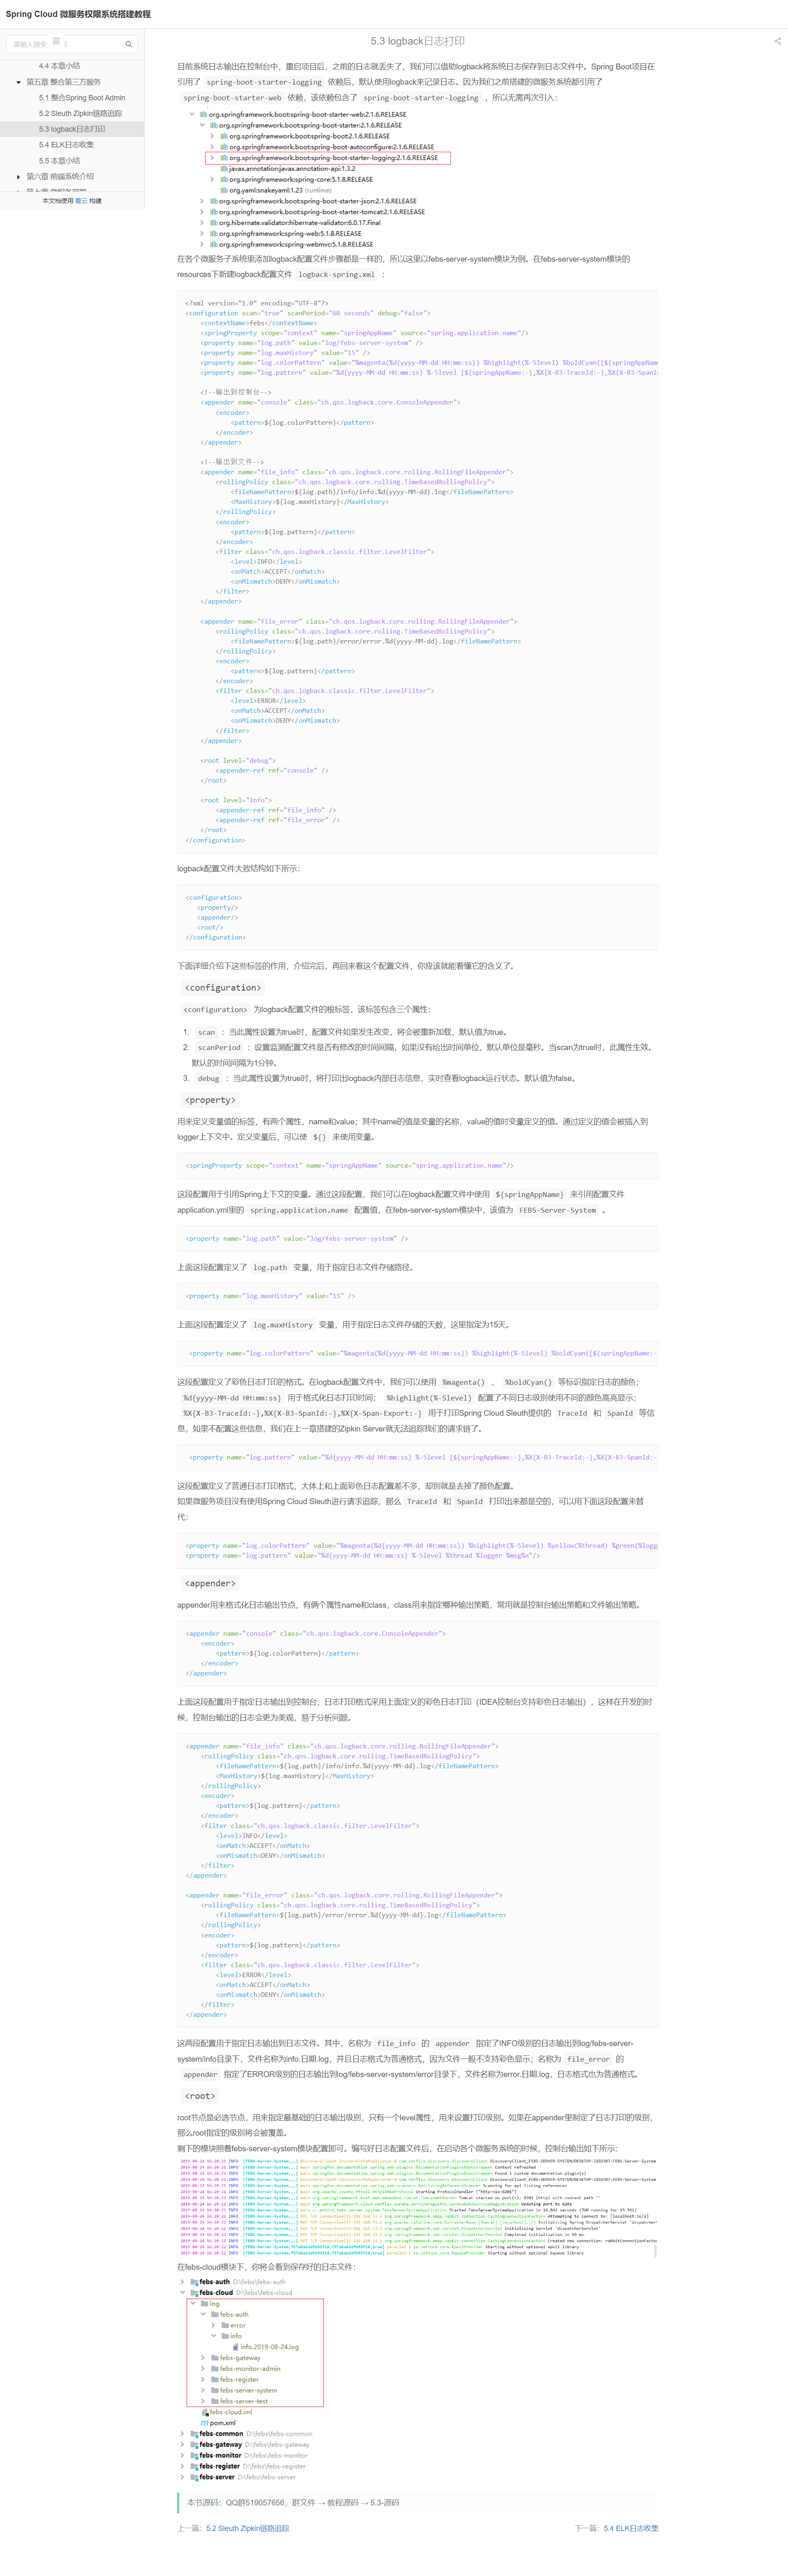 Spring Cloud 微服务权限系统搭建教程
5.3 logback日志打印
4.4 本章小结
第五章 整合第三方服务
5.1 整合Spring Boot Admin
5.2 Sleuth Zipkin链路追踪
5.3 logback日志打印
5.4 ELK日志收集
5.5 本章小结
第六章 前端系统介绍
本文档使用 看云 构建
目前系统日志输出在控制台中，重启项目后，之前的日志就丢失了，我们可以借助logback将系统日志保存到日志文件中。Spring Boot项目在
引用了 spring-boot-starter-logging 依赖后，默认使用logback来记录日志。因为我们之前搭建的微服务系统都引用了
spring-boot-starter-web 依赖，该依赖包含了 spring-boot-starter-logging ，所以无需再次引入：
org.springframework.boot:spring-boot-starter-web:2.1.6.RELEASE
org.springframework.boot:spring-boot-starter:2.1.6.RELEASE
org.springframework.boot:spring-boot:2.1.6.RELEASE
org.springframework.boot:spring-boot-autoconfigure:2.1.6.RELEASE
org.springframework.boot:spring-boot-starter-logging:2.1.6.RELEASE
javax.annotation:javax.annotation-api:1.3.2
org.springframework:spring-core:5.1.8.RELEASE
org.yaml:snakeyaml:1.23 (runtime)
org.springframework.boot:spring-boot-starter-json:2.1.6.RELEASE
org.springframework.boot:spring-boot-starter-tomcat:2.1.6.RELEASE
org.hibernate.validator:hibernate-validator:6.0.17.Final
org.springframework:spring-web:5.1.8.RELEASE
org.springframework:spring-webmvc:5.1.8.RELEASE
在各个微服务子系统里添加logback配置文件步骤都是一样的，所以这里以febs-server-system模块为例。在febs-server-system模块的
resources下新建logback配置文件 logback-spring.xml ：
<?xml version="1.0" encoding="UTF-8"?>
<configuration scan="true" scanPeriod="60 seconds" debug="false">
<contextName>febs</contextName>
<springProperty scope="context" name="springAppName" source="spring.application.name"/>
<property name="log.path" value="log/febs-server-system" />
<property name="log.maxHistory" value="15" />
<property name="log.colorPattern" value="%magenta(%d{yyyy-MM-dd HH:mm:ss}) %highlight(%-5level) %boldCyan([${springAppName
<property name="log.pattern" value="%d{yyyy-MM-dd HH:mm:ss} %-5level [${springAppName:-},%X{X-B3-TraceId:-},%X{X-B3-SpanId
<!--输出到控制台-->
<appender name="console" class="ch.qos.logback.core.ConsoleAppender">
<encoder>
<pattern>${log.colorPattern}</pattern>
</encoder>
</appender>
<!--输出到文件-->
<appender name="file_info" class="ch.qos.logback.core.rolling.RollingFileAppender">
<rollingPolicy class="ch.qos.logback.core.rolling.TimeBasedRollingPolicy">
<fileNamePattern>${log.path}/info/info.%d{yyyy-MM-dd}.log</fileNamePattern>
<MaxHistory>${log.maxHistory}</MaxHistory>
</rollingPolicy>
<encoder>
<pattern>${log.pattern}</pattern>
</encoder>
<filter class="ch.qos.logback.classic.filter.LevelFilter">
<level>INFO</level>
<onMatch>ACCEPT</onMatch>
<onMismatch>DENY</onMismatch>
</filter>
</appender>
<appender name="file_error" class="ch.qos.logback.core.rolling.RollingFileAppender">
<rollingPolicy class="ch.qos.logback.core.rolling.TimeBasedRollingPolicy">
<fileNamePattern>${log.path}/error/error.%d{yyyy-MM-dd}.log</fileNamePattern>
</rollingPolicy>
<encoder>
<pattern>${log.pattern}</pattern>
</encoder>
<filter class="ch.qos.logback.classic.filter.LevelFilter">
<level>ERROR</level>
<onMatch>ACCEPT</onMatch>
<onMismatch>DENY</onMismatch>
</filter>
</appender>
<root level="debug">
<appender-ref ref="console" />
</root>
<root level="info">
<appender-ref ref="file_info" />
<appender-ref ref="file_error" />
</root>
</configuration>
logback配置文件大致结构如下所示：
<configuration>
<property/>
<appender/>
<root/>
</configuration>
下面详细介绍下这些标签的作用，介绍完后，再回来看这个配置文件，你应该就能看懂它的含义了。
<configuration>
<configuration> 为logback配置文件的根标签，该标签包含三个属性：
1. scan ：当此属性设置为true时，配置文件如果发生改变，将会被重新加载，默认值为true。
2. scanPeriod ：设置监测配置文件是否有修改的时间间隔，如果没有给出时间单位，默认单位是毫秒。当scan为true时，此属性生效。
默认的时间间隔为1分钟。
3. debug ：当此属性设置为true时，将打印出logback内部日志信息，实时查看logback运行状态。默认值为false。
<property>
用来定义变量值的标签，有两个属性，name和value；其中name的值是变量的名称，value的值时变量定义的值。通过定义的值会被插入到
logger上下文中。定义变量后，可以使 ${} 来使用变量。
<springProperty scope="context" name="springAppName" source="spring.application.name"/>
这段配置用于引用Spring上下文的变量。通过这段配置，我们可以在logback配置文件中使用 ${springAppName} 来引用配置文件
application.yml里的 spring.application.name 配置值，在febs-server-system模块中，该值为 FEBS-Server-System 。
<property name="log.path" value="log/febs-server-system" />
上面这段配置定义了 log.path 变量，用于指定日志文件存储路径。
<property name="log.maxHistory" value="15" />
上面这段配置定义了 log.maxHistory 变量，用于指定日志文件存储的天数，这里指定为15天。
<property name="log.colorPattern" value="%magenta(%d{yyyy-MM-dd HH:mm:ss}) %highlight(%-5level) %boldCyan([${springAppName:-
这段配置定义了彩色日志打印的格式。在logback配置文件中，我们可以使用 %magenta() 、 %boldCyan() 等标识指定日志的颜色；
%d{yyyy-MM-dd HH:mm:ss} 用于格式化日志打印时间； %highlight(%-5level) 配置了不同日志级别使用不同的颜色高亮显示；
%X{X-B3-TraceId:-},%X{X-B3-SpanId:-},%X{X-Span-Export:-} 用于打印Spring Cloud Sleuth提供的 TraceId 和 SpanId 等信
息，如果不配置这些信息，我们在上一章搭建的Zipkin Server就无法追踪我们的请求链了。
<property name="log.pattern" value="%d{yyyy-MM-dd HH:mm:ss} %-5level [${springAppName:-},%X{X-B3-TraceId:-},%X{X-B3-SpanId:-
这段配置定义了普通日志打印格式，大体上和上面彩色日志配置差不多，却别就是去掉了颜色配置。
如果微服务项目没有使用Spring Cloud Sleuth进行请求追踪，那么 TraceId 和 SpanId 打印出来都是空的，可以用下面这段配置来替
代：
<property name="log.colorPattern" value="%magenta(%d{yyyy-MM-dd HH:mm:ss}) %highlight(%-5level) %yellow(%thread) %green(%logge
<property name="log.pattern" value="%d{yyyy-MM-dd HH:mm:ss} %-5level %thread %logger %msg%n"/>
<appender>
appender用来格式化日志输出节点，有俩个属性name和class，class用来指定哪种输出策略，常用就是控制台输出策略和文件输出策略。
<appender name="console" class="ch.qos.logback.core.ConsoleAppender">
<encoder>
<pattern>${log.colorPattern}</pattern>
</encoder>
</appender>
上面这段配置用于指定日志输出到控制台，日志打印格式采用上面定义的彩色日志打印（IDEA控制台支持彩色日志输出），这样在开发的时
候，控制台输出的日志会更为美观，易于分析问题。
<appender name="file_info" class="ch.qos.logback.core.rolling.RollingFileAppender">
<rollingPolicy class="ch.qos.logback.core.rolling.TimeBasedRollingPolicy">
<fileNamePattern>${log.path}/info/info.%d{yyyy-MM-dd}.log</fileNamePattern>
<MaxHistory>${log.maxHistory}</MaxHistory>
</rollingPolicy>
<encoder>
<pattern>${log.pattern}</pattern>
</encoder>
<filter class="ch.qos.logback.classic.filter.LevelFilter">
<level>INFO</level>
<onMatch>ACCEPT</onMatch>
<onMismatch>DENY</onMismatch>
</filter>
</appender>
<appender name="file_error" class="ch.qos.logback.core.rolling.RollingFileAppender">
<rollingPolicy class="ch.qos.logback.core.rolling.TimeBasedRollingPolicy">
<fileNamePattern>${log.path}/error/error.%d{yyyy-MM-dd}.log</fileNamePattern>
</rollingPolicy>
<encoder>
<pattern>${log.pattern}</pattern>
</encoder>
<filter class="ch.qos.logback.classic.filter.LevelFilter">
<level>ERROR</level>
<onMatch>ACCEPT</onMatch>
<onMismatch>DENY</onMismatch>
</filter>
</appender>
这两段配置用于指定日志输出到日志文件。其中，名称为 file_info 的 appender 指定了INFO级别的日志输出到log/febs-server-
system/info目录下，文件名称为info.日期.log，并且日志格式为普通格式，因为文件一般不支持彩色显示；名称为 file_error 的
appender 指定了ERROR级别的日志输出到log/febs-server-system/error目录下，文件名称为error.日期.log，日志格式也为普通格式。
<root>
root节点是必选节点，用来指定最基础的日志输出级别，只有一个level属性，用来设置打印级别。如果在appender里制定了日志打印的级别，
那么root指定的级别将会被覆盖。
剩下的模块照着febs-server-system模块配置即可。编写好日志配置文件后，在启动各个微服务系统的时候，控制台输出如下所示：
在febs-cloud模块下，你将会看到保存好的日志文件：
febs-auth D:\febs\febs-auth
febs-cloud D:\febs\febs-cloud
log
febs-auth
error
info
info.2019-08-24.log
febs-gateway
febs-monitor-admin
febs-register
febs-server-system
febs-server-test
febs-cloud.iml
pom.xml
febs-common D:\febs\febs-common
febs-gateway D:\febs\febs-gateway
febs-monitor D:\febs\febs-monitor
febs-register D:\febs\febs-register
febs-server D:\febs\febs-server
本节源码：QQ群519057656，群文件 → 教程源码 → 5.3-源码
上一篇：5.2 Sleuth Zipkin链路追踪
下一篇：5.4 ELK日志收集